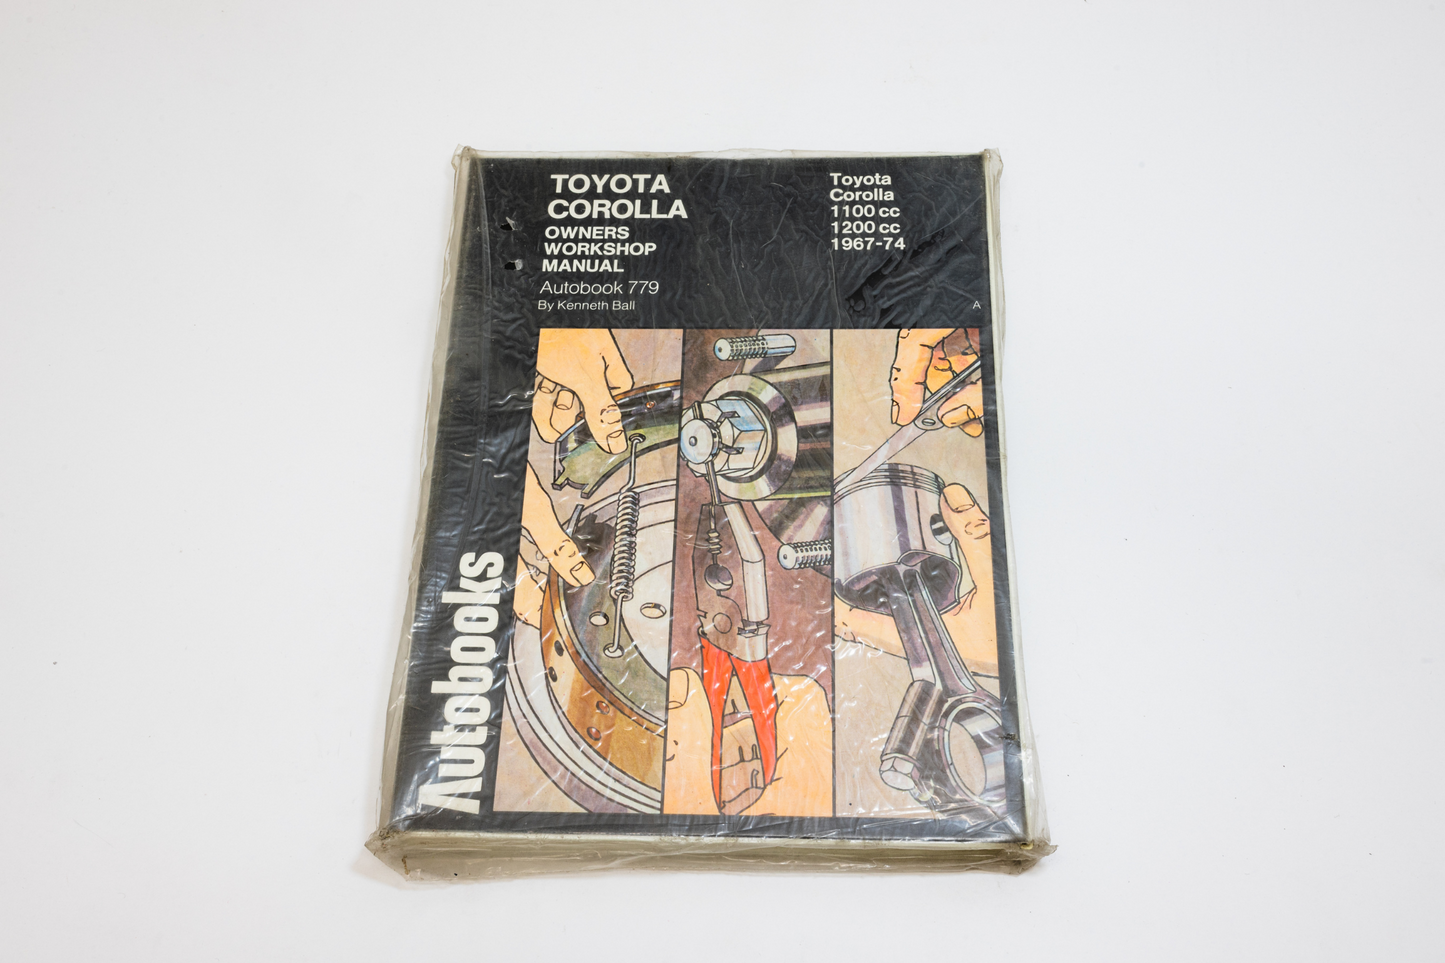 TOYOTA
COROLLA
OWNERS
WORKSHOP
MANUAL
Autobook 779
By Kenneth Ball
Toyota
Corolla
1100 cc
1200 cc
1967-74
A
Autobooks